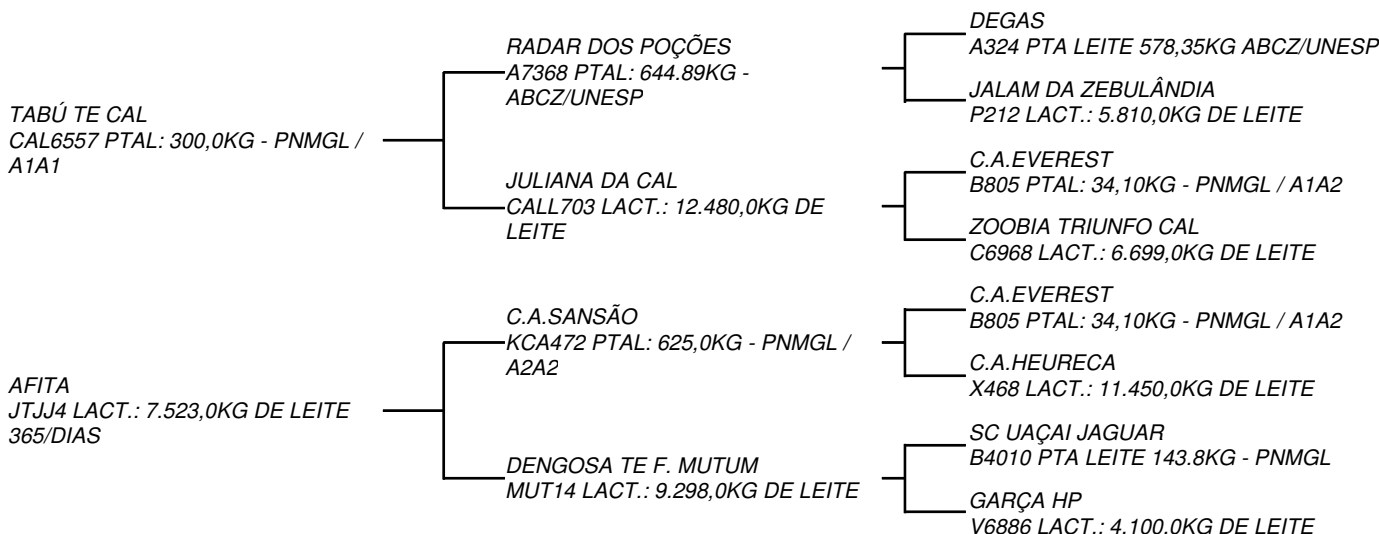 TABÚ TE CAL
CAL6557 PTAL: 300,0KG - PNMGL /
A1A1
AFITA
JTJJ4 LACT.: 7.523,0KG DE LEITE
365/DIAS
RADAR DOS POÇÕES
A7368 PTAL: 644.89KG -
ABCZ/UNESP
JULIANA DA CAL
CALL703 LACT.: 12.480,0KG DE
LEITE
C.A.SANSÃO
KCA472 PTAL: 625,0KG - PNMGL /
A2A2
DENGOSA TE F. MUTUM
MUT14 LACT.: 9.298,0KG DE LEITE
DEGAS
A324 PTA LEITE 578,35KG ABCZ/UNESP
JALAM DA ZEBULÂNDIA
P212 LACT.: 5.810,0KG DE LEITE
C.A.EVEREST
B805 PTAL: 34,10KG - PNMGL / A1A2
ZOOBIA TRIUNFO CAL
C6968 LACT.: 6.699,0KG DE LEITE
C.A.EVEREST
B805 PTAL: 34,10KG - PNMGL / A1A2
C.A.HEURECA
X468 LACT.: 11.450,0KG DE LEITE
SC UAÇAI JAGUAR
B4010 PTA LEITE 143.8KG - PNMGL
GARÇA HP
V6886 LACT.: 4.100,0KG DE LEITE